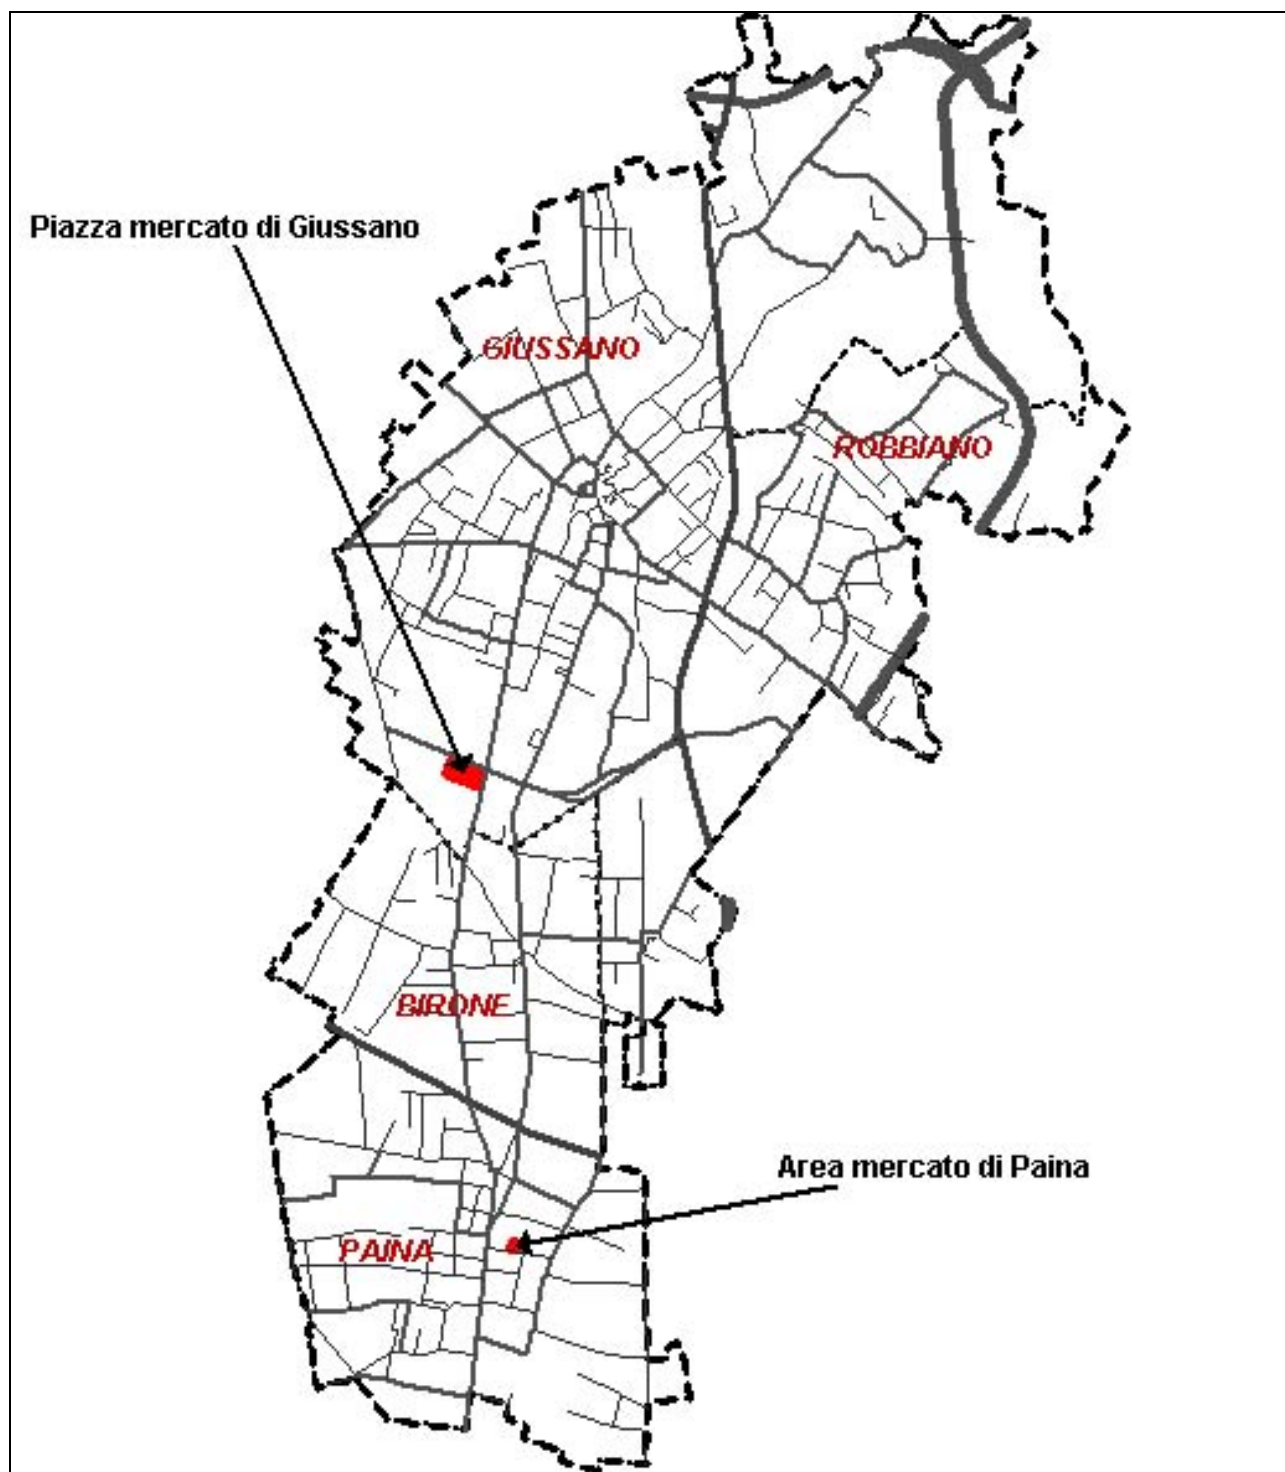 Piazza mercato di Giussano
GIUSSANO
ROBBIANO
BIRONE
Area mercato di Paina
PAINA